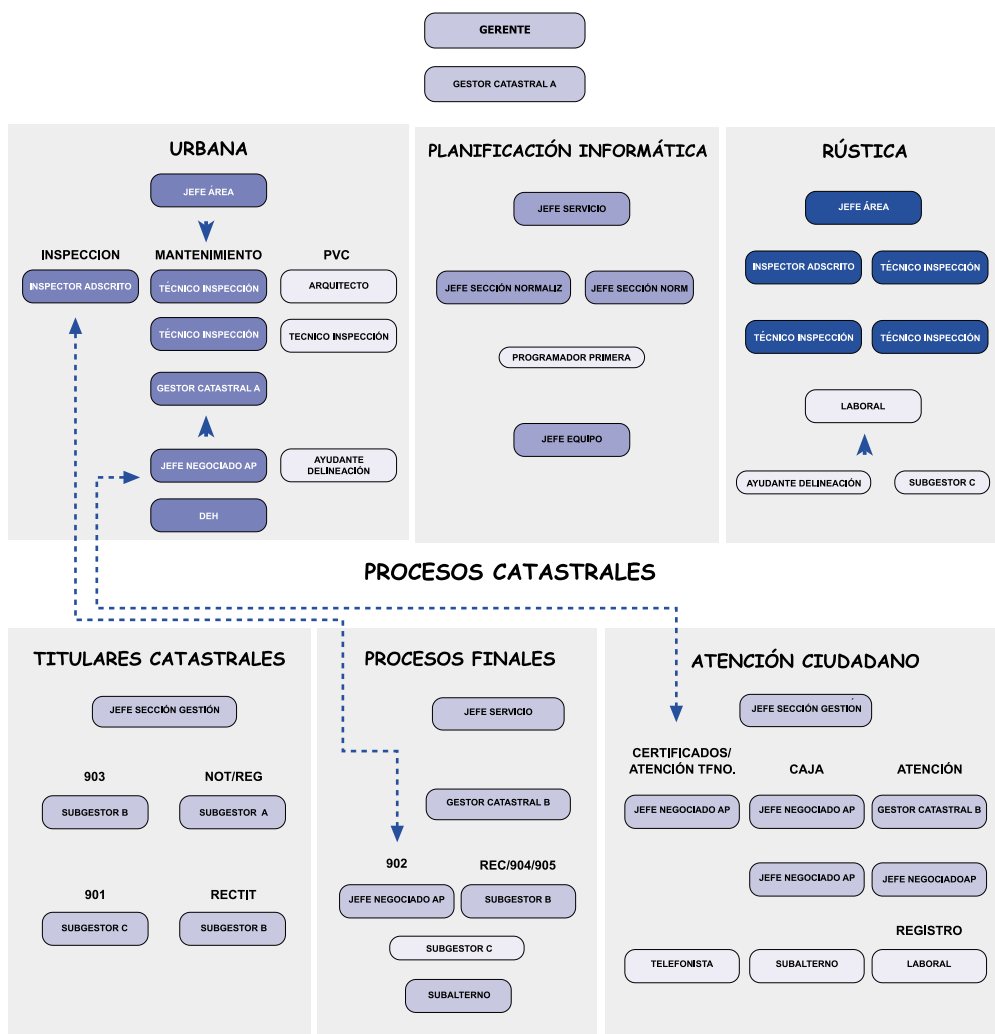 GERENTE
GESTOR CATASTRAL A
URBANA
JEFE ÁREA
INSPECCION
MANTENIMIENTO
PVC
INSPECTOR ADSCRITO
TÉCNICO INSPECCIÓN
ARQUITECTO
TÉCNICO INSPECCIÓN
TECNICO INSPECCIÓN
GESTOR CATASTRAL A
JEFE NEGOCIADO AP
AYUDANTE
DELINEACIÓN
DEH
PLANIFICACIÓN INFORMÁTICA
JEFE SERVICIO
JEFE SECCIÓN NORMALIZ
JEFE SECCIÓN NORM
PROGRAMADOR PRIMERA
JEFE EQUIPO
RÚSTICA
JEFE ÁREA
INSPECTOR ADSCRITO
TÉCNICO INSPECCIÓN
TÉCNICO INSPECCIÓN
TÉCNICO INSPECCIÓN
LABORAL
AYUDANTE DELINEACIÓN
SUBGESTOR C
PROCESOS CATASTRALES
TITULARES CATASTRALES
JEFE SECCIÓN GESTIÓN
903
NOT/REG
SUBGESTOR B
SUBGESTOR A
901
RECTIT
SUBGESTOR C
SUBGESTOR B
PROCESOS FINALES
JEFE SERVICIO
GESTOR CATASTRAL B
902
REC/904/905
JEFE NEGOCIADO AP
SUBGESTOR B
SUBGESTOR C
SUBALTERNO
ATENCIÓN CIUDADANO
JEFE SECCIÓN GESTIÓN
CERTIFICADOS/
ATENCIÓN TFNO.
CAJA
ATENCIÓN
JEFE NEGOCIADO AP
JEFE NEGOCIADO AP
GESTOR CATASTRAL B
JEFE NEGOCIADO AP
JEFE NEGOCIADOAP
REGISTRO
TELEFONISTA
SUBALTERNO
LABORAL